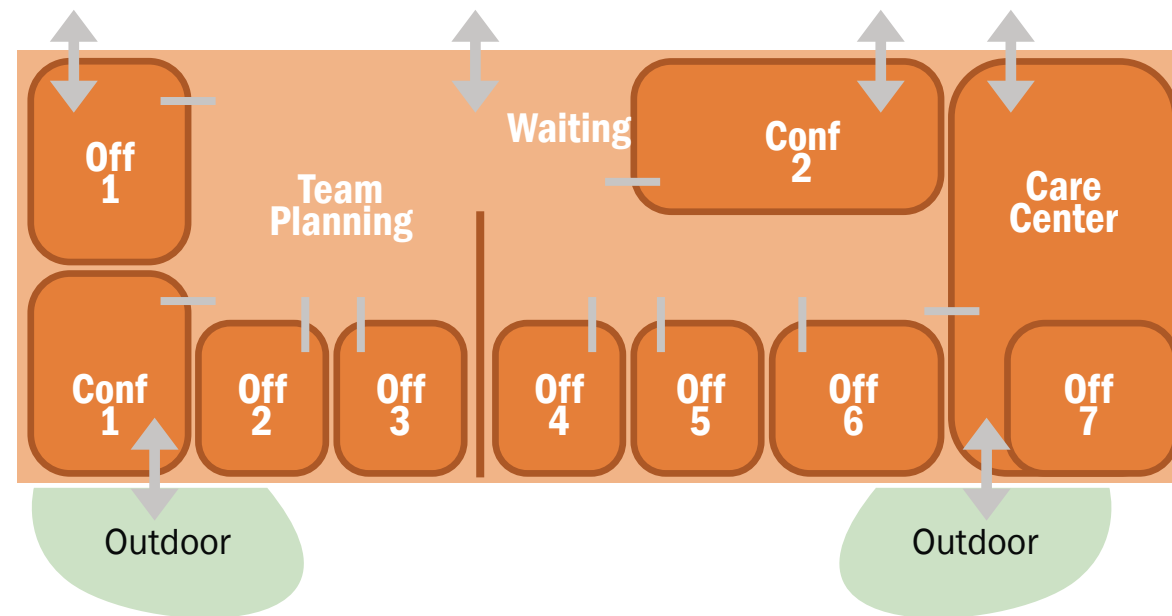 Off
1
Team
Planning
Waiting
Conf
2
Care
Center
Conf
1
Off
2
Off
3
Off
4
Off
5
Off
6
Off
7
Outdoor
Outdoor